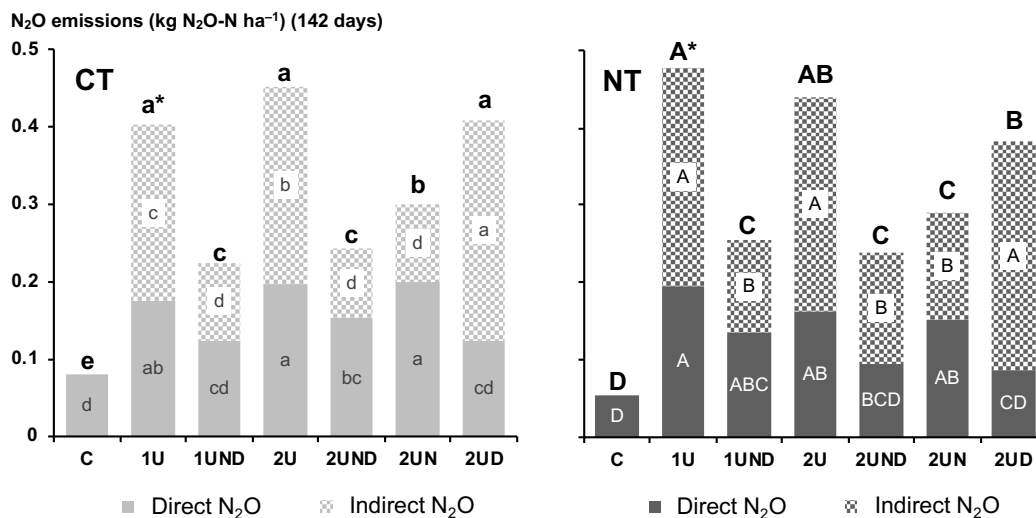 N₂O emissions (kg N₂O-N ha⁻¹) (142 days)
0.5
0.4
0.3
0.2
0.1
0
CT
e
d
a*
c
ab
c
d
cd
a
b
a
c
d
bc
b
d
a
a
a
cd
C 1U 1UND 2U 2UND 2UN 2UD
Direct N₂O Indirect N₂O
NT
D
D
A*
A
A
C
B
ABC
AB
A
AB
C
B
BCD
C
B
AB
B
A
CD
C 1U 1UND 2U 2UND 2UN 2UD
Direct N₂O Indirect N₂O